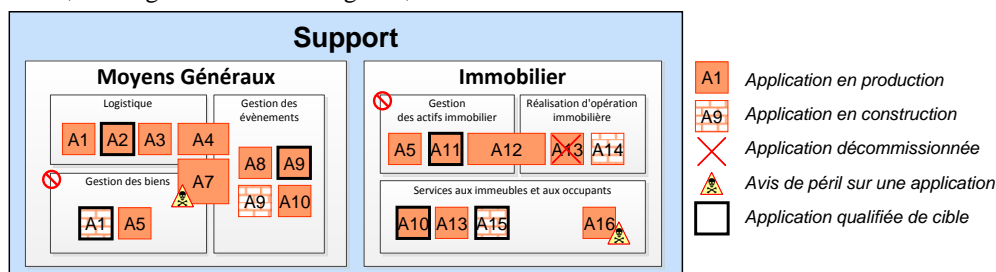 Support
Moyens Généraux
Logistique
A1 A2 A3 A4
Gestion des
évènements
A8 A9
A9 A10
A7
Gestion des biens
A1 A5
Immobilier
Gestion
des actifs immobilier
A5 A11 A12
Réalisation d'opération
immobilière
A13 A14
Services aux immeubles et aux occupants
A10 A13 A15 A16
A1 Application en production
A9 Application en construction
Application décommissionnée
Avis de péril sur une application
Application qualifiée de cible